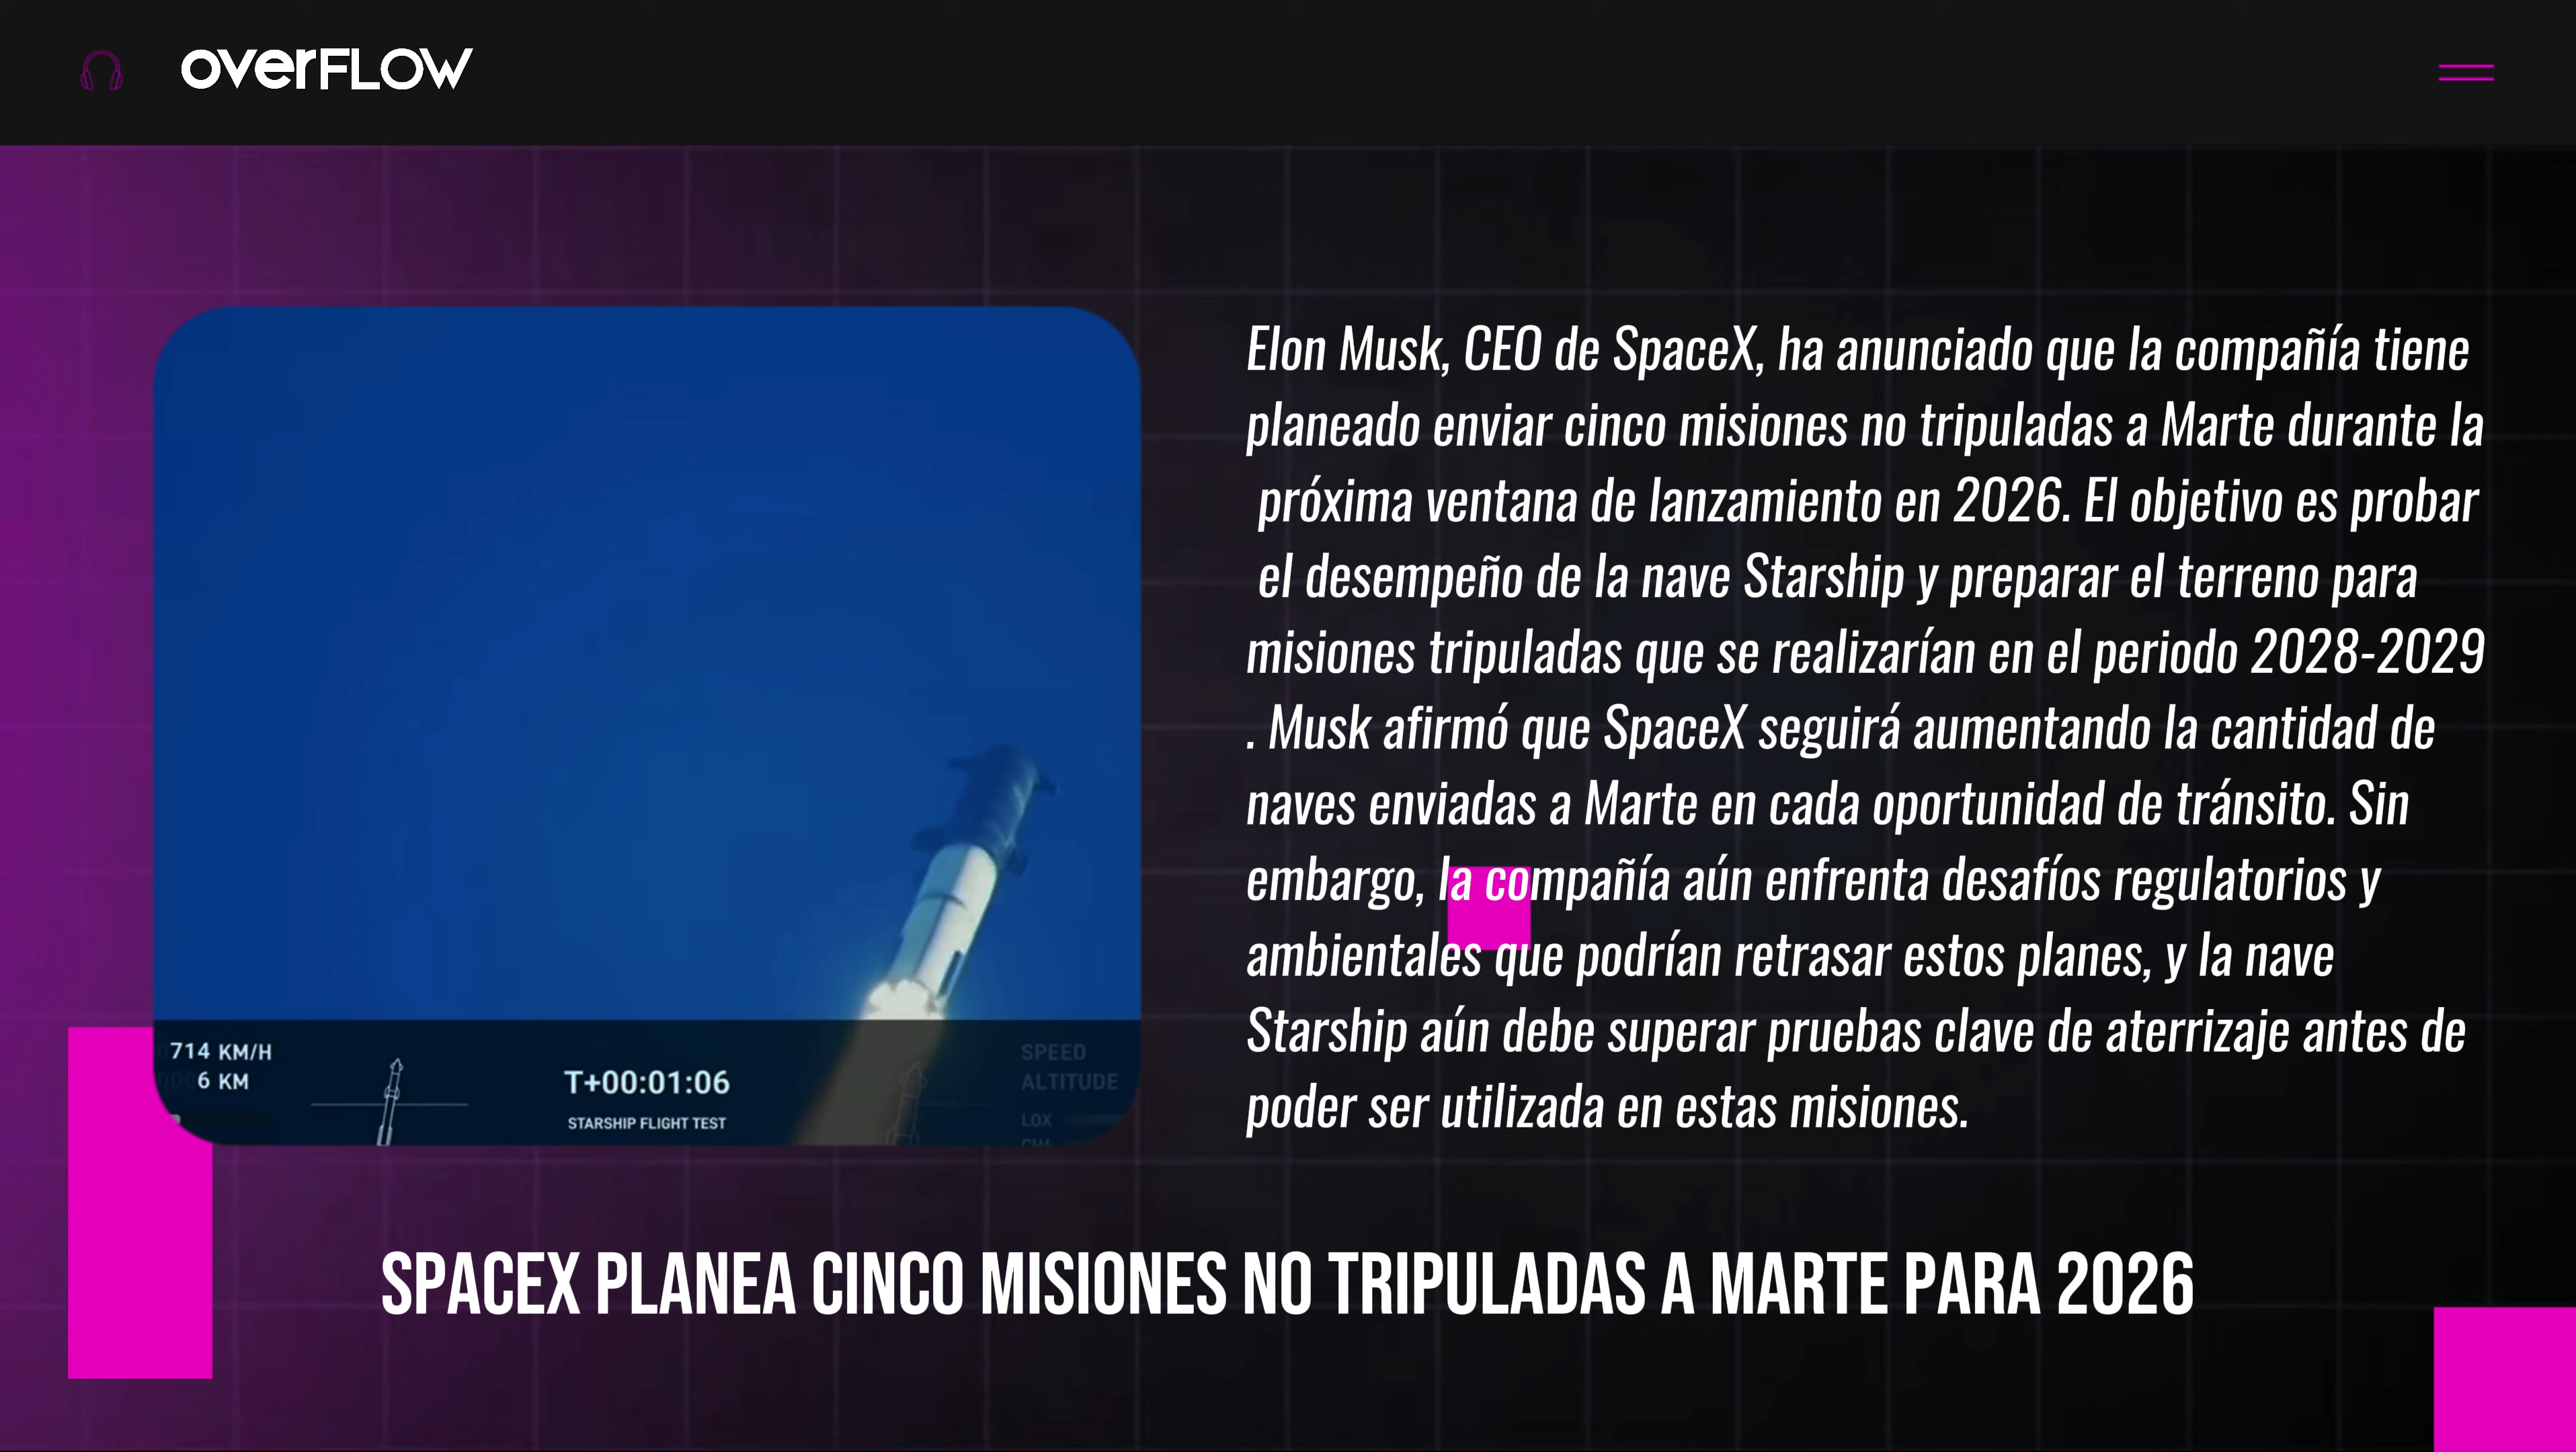 overFLOW
Elon Musk, CEO de SpaceX, ha anunciado que la compañía tiene
planeado enviar cinco misiones no tripuladas a Marte durante la
próxima ventana de lanzamiento en 2026. El objetivo es probar
el desempeño de la nave Starship y preparar el terreno para
misiones tripuladas que se realizarían en el periodo 2028-2029
. Musk afirmó que SpaceX seguirá aumentando la cantidad de
naves enviadas a Marte en cada oportunidad de tránsito. Sin
embargo, la compañía aún enfrenta desafíos regulatorios y
ambientales que podrían retrasar estos planes, y la nave
Starship aún debe superar pruebas clave de aterrizaje antes de
poder ser utilizada en estas misiones.
714 KM/H
6 KM
T+00:01:06
STARSHIP FLIGHT TEST
SPEED
ALTITUDE
LOX
CH4
SPACEX PLANEA CINCO MISIONES NO TRIPULADAS A MARTE PARA 2026